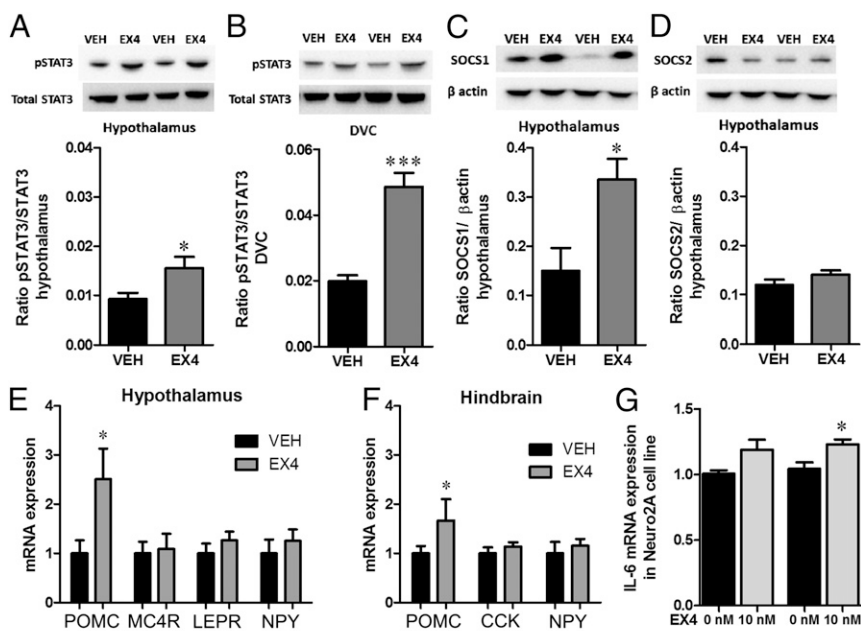 A
VEH EX4 VEH EX4
pSTAT3
Total STAT3
Hypothalamus
Ratio pSTAT3/STAT3
hypothalamus
0.04
0.03
0.02
0.01
0.00
*
VEH EX4
B
VEH EX4 VEH EX4
pSTAT3
Total STAT3
DVC
Ratio pSTAT3/STAT3
DVC
0.06
0.04
0.02
0.00
***
VEH EX4
C
VEH EX4 VEH EX4
SOCS1
β actin
Hypothalamus
Ratio SOCS1/ βactin
hypothalamus
0.4
0.3
0.2
0.1
0.0
*
VEH EX4
D
VEH EX4 VEH EX4
SOCS2
β actin
Hypothalamus
Ratio SOCS2/ βactin
hypothalamus
0.4
0.3
0.2
0.1
0.0
VEH EX4
E
Hypothalamus
mRNA expression
4
3
2
1
0
*
VEH
EX4
POMC MC4R LEPR NPY
F
Hindbrain
mRNA expression
4
3
2
1
0
*
VEH
EX4
POMC CCK NPY
G
IL-6 mRNA expression
in Neuro2A cell line
1.5
1.0
0.5
0.0
*
EX4 0 nM 10 nM 0 nM 10 nM